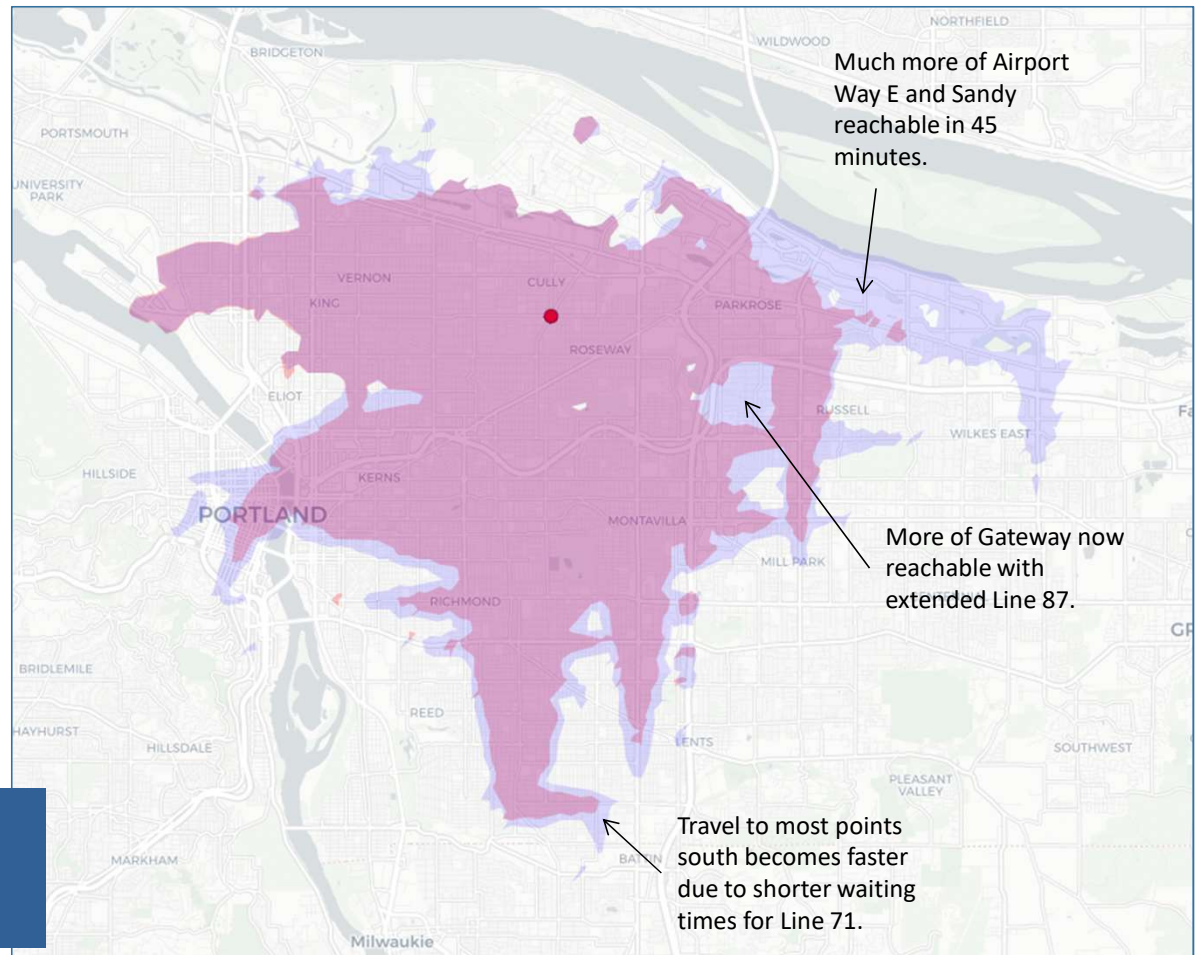 NORTHFIELD
WILDWOOD
BRIDGETON
Much more of Airport
Way E and Sandy
reachable in 45
minutes.
PORTSMOUTH
UNIVERSITY
PARK
VERNON
CULLY
KING
PARKROSE
ROSEWAY
ELIOT
RUSSELL
Fa
WILKES EAST
HILLSIDE
KERNS
PORTLAND
MONTAVILLA
More of Gateway now
reachable with
extended Line 87.
MILL PARK
RICHMOND
GR
BRIDLEMILE
REED
HAYHURST
HILLSDALE
LENTS
SOUTHWEST
PLEASANT
VALLEY
Travel to most points
south becomes faster
due to shorter waiting
times for Line 71.
MARKHAM
BATTIN
Milwaukie